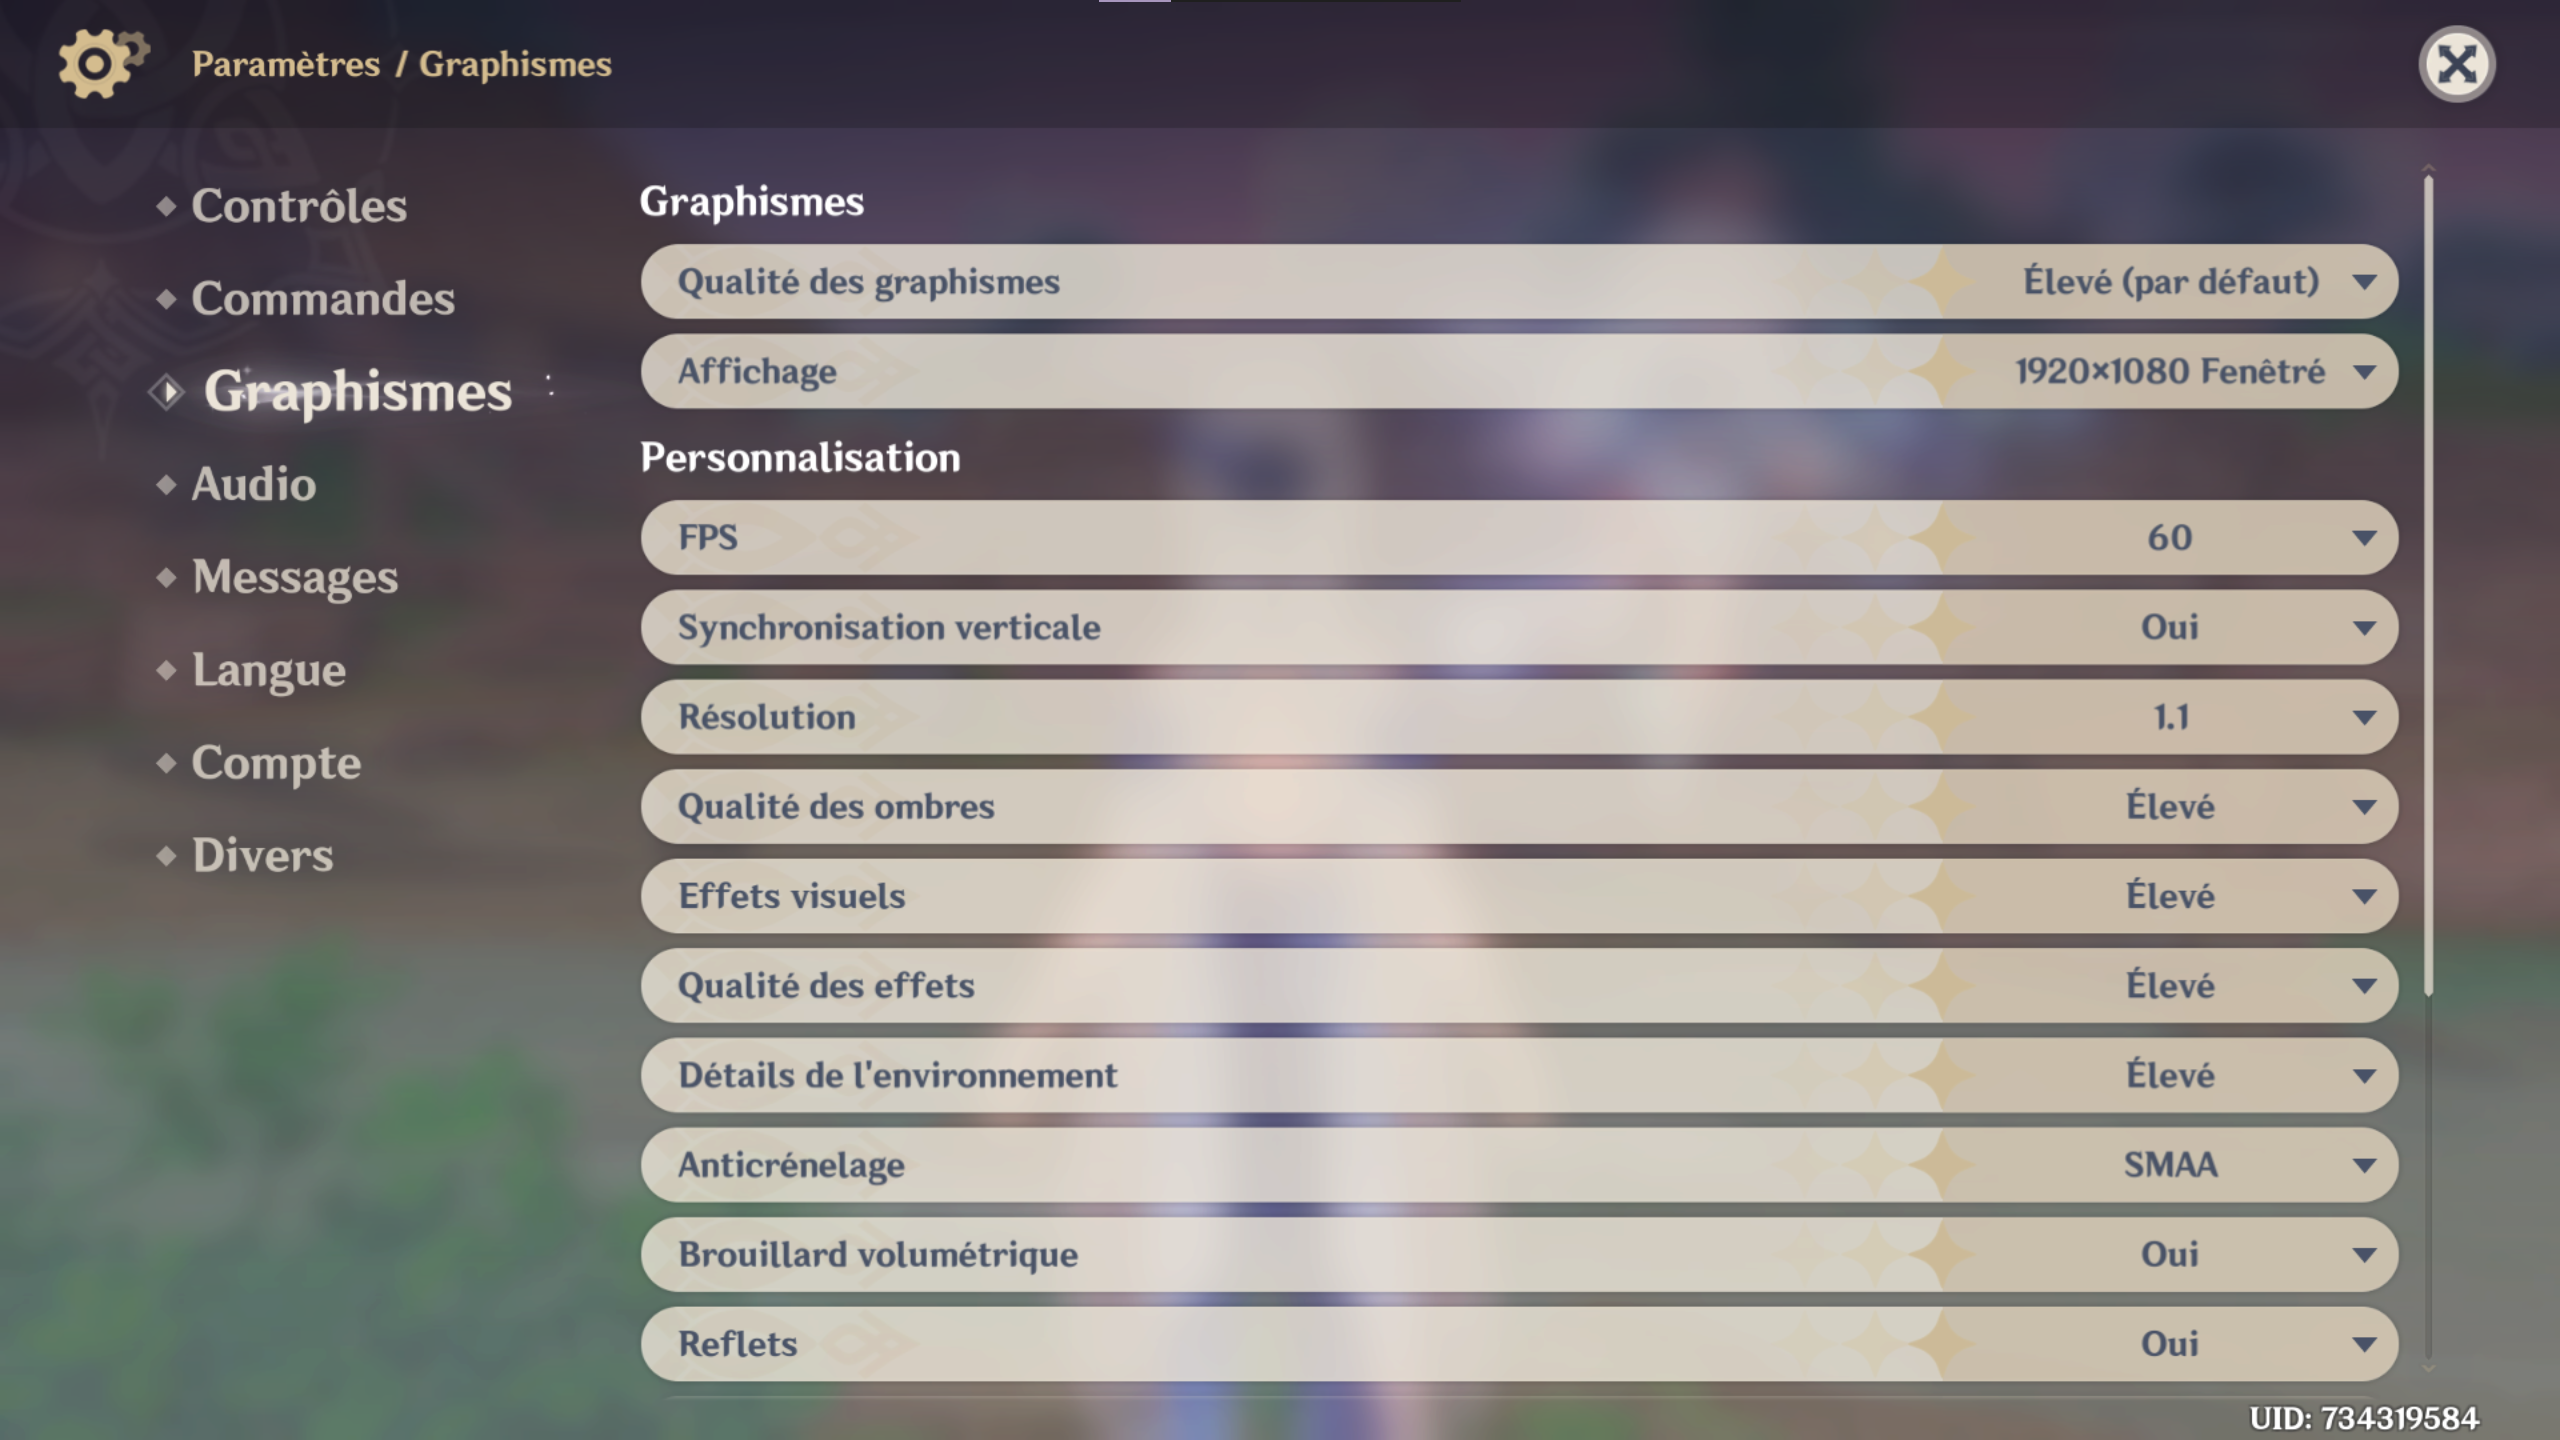 Paramètres / Graphismes
Contrôles
Commandes
Graphismes
Audio
Messages
Langue
Compte
Divers
Graphismes
Qualité des graphismes Élevé (par défaut)
Affichage 1920×1080 Fenêtré
Personnalisation
FPS 60
Synchronisation verticale Oui
Résolution 1.1
Qualité des ombres Élevé
Effets visuels Élevé
Qualité des effets Élevé
Détails de l'environnement Élevé
Anticrénelage SMAA
Brouillard volumétrique Oui
Reflets Oui
UID: 734319584